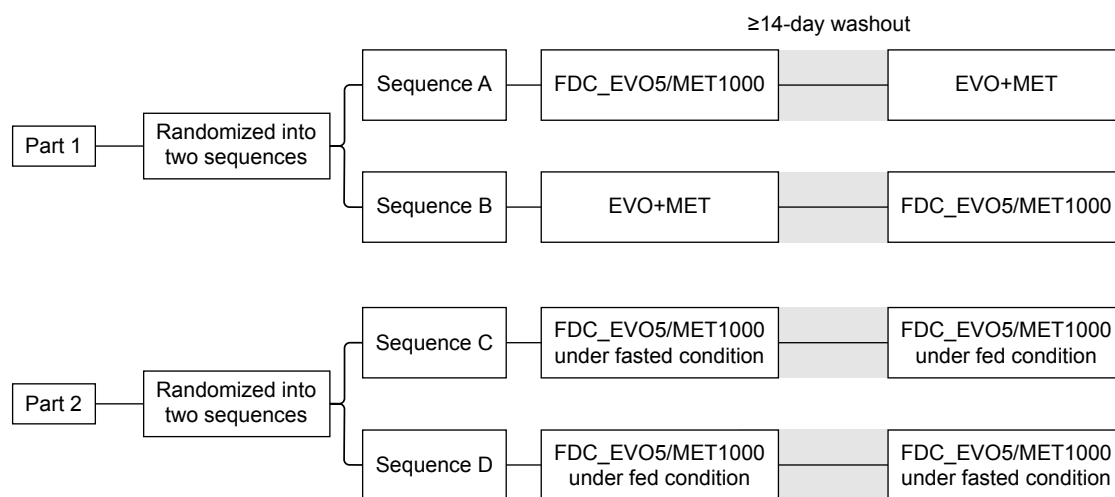 ≥14-day washout
Sequence A
FDC_EVO5/MET1000
EVO+MET
Part 1
Randomized into
two sequences
Sequence B
EVO+MET
FDC_EVO5/MET1000
Sequence C
FDC_EVO5/MET1000
under fasted condition
FDC_EVO5/MET1000
under fed condition
Part 2
Randomized into
two sequences
Sequence D
FDC_EVO5/MET1000
under fed condition
FDC_EVO5/MET1000
under fasted condition